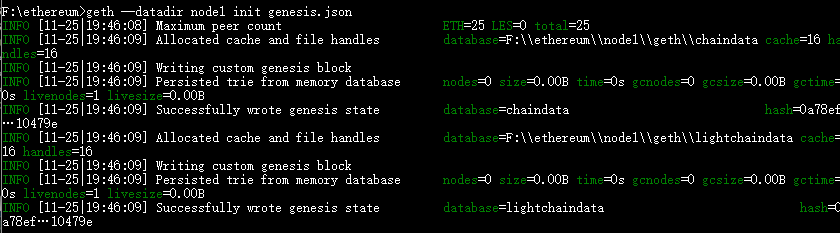 F:\ethereum>geth --datadir node1 init genesis.json
INFO [11-25|19:46:08] Maximum peer count                       ETH=25 LES=0 total=25
INFO [11-25|19:46:09] Allocated cache and file handles         database=F:\\ethereum\\node1\\geth\\chaindata cache=16 ha
ndles=16
INFO [11-25|19:46:09] Writing custom genesis block
INFO [11-25|19:46:09] Persisted trie from memory database      nodes=0 size=0.00B time=0s gcnodes=0 gcsize=0.00B gctime=
0s livenodes=1 livesize=0.00B
INFO [11-25|19:46:09] Successfully wrote genesis state         database=chaindata                          hash=0a78ef
…10479e
INFO [11-25|19:46:09] Allocated cache and file handles         database=F:\\ethereum\\node1\\geth\\lightchaindata cache=
16 handles=16
INFO [11-25|19:46:09] Writing custom genesis block
INFO [11-25|19:46:09] Persisted trie from memory database      nodes=0 size=0.00B time=0s gcnodes=0 gcsize=0.00B gctime=
0s livenodes=1 livesize=0.00B
INFO [11-25|19:46:09] Successfully wrote genesis state         database=lightchaindata                          hash=0
a78ef…10479e